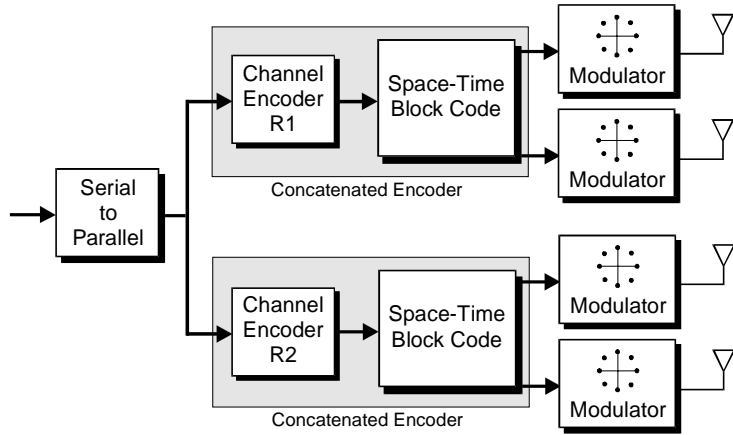 Serial
to
Parallel
Channel
Encoder
R1
Space-Time
Block Code
Concatenated Encoder
Modulator
Modulator
Channel
Encoder
R2
Space-Time
Block Code
Concatenated Encoder
Modulator
Modulator